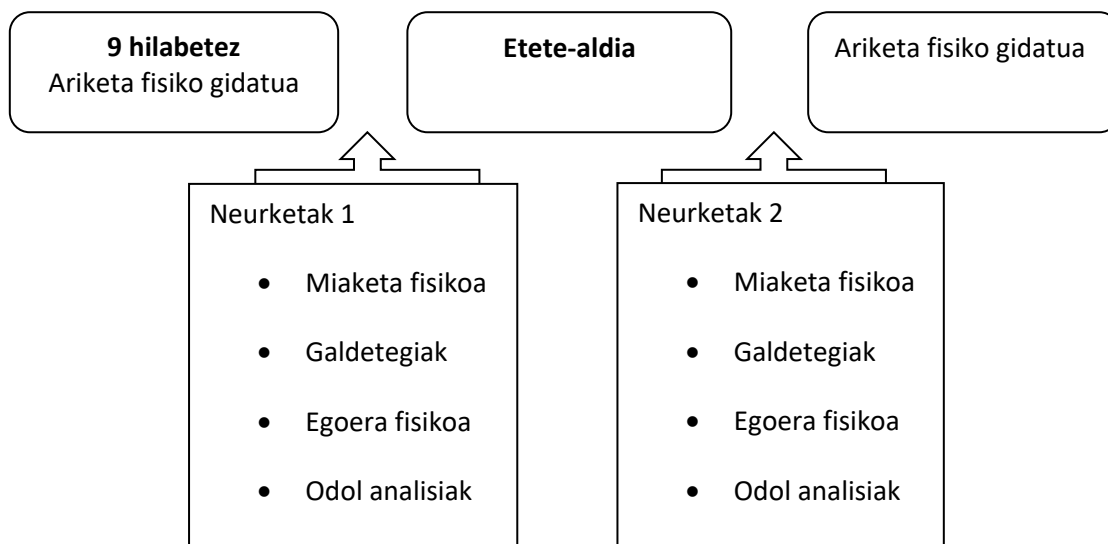 9 hilabetez
Ariketa fisiko gidatua
Etete-aldia
Ariketa fisiko gidatua
Neurketak 1
• Miaketa fisikoa
• Galdetegiak
• Egoera fisikoa
• Odol analisiak
Neurketak 2
• Miaketa fisikoa
• Galdetegiak
• Egoera fisikoa
• Odol analisiak